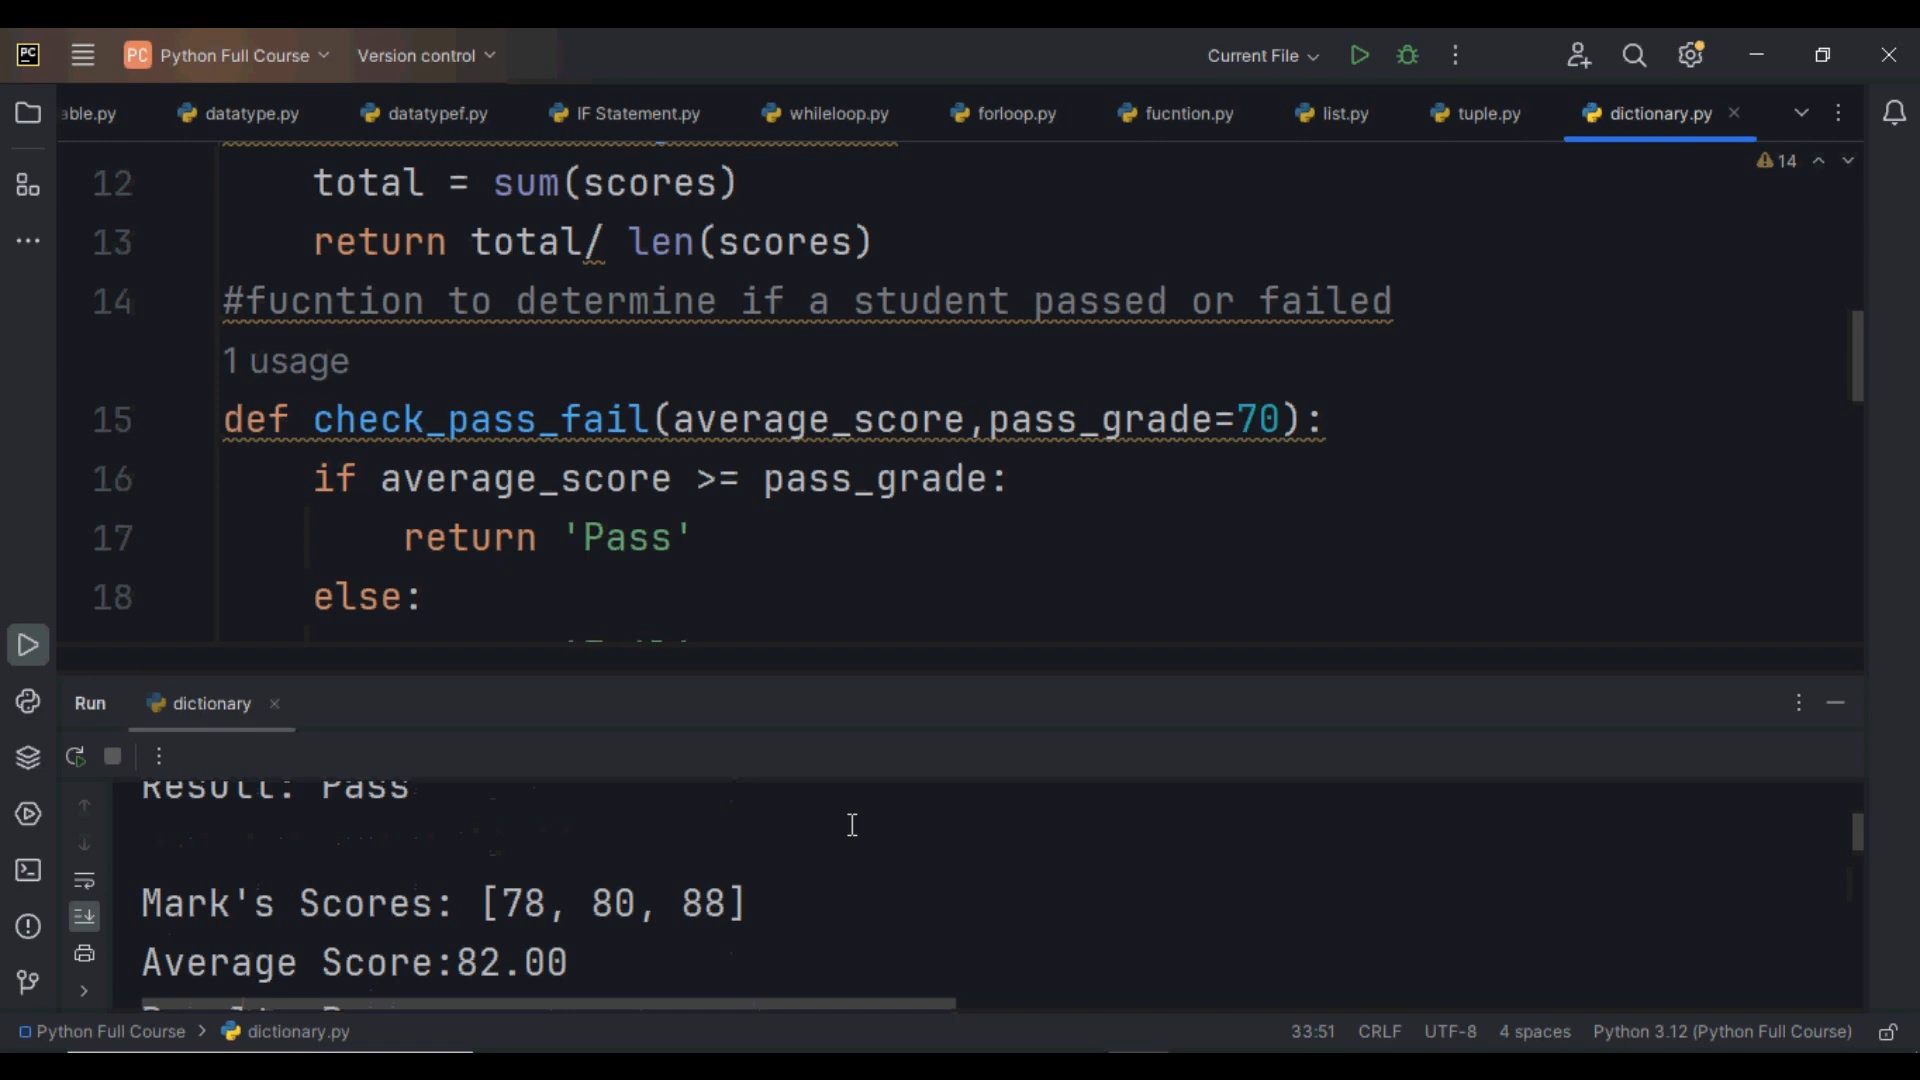 PC
PC Python Full Course Version control Current File
able.py datatype.py datatypef.py IF Statement.py whileloop.py forloop.py fucntion.py list.py tuple.py dictionary.py
14
12 total = sum(scores)
13 return total/ len(scores)
14 #fucntion to determine if a student passed or failed
1 usage
15 def check_pass_fail(average_score,pass_grade=70):
16 if average_score >= pass_grade:
17 return 'Pass'
18 else:
Run dictionary
Result: Pass
Mark's Scores: [78, 80, 88]
Average Score:82.00
Python Full Course > dictionary.py 33:51 CRLF UTF-8 4 spaces Python 3.12 (Python Full Course)